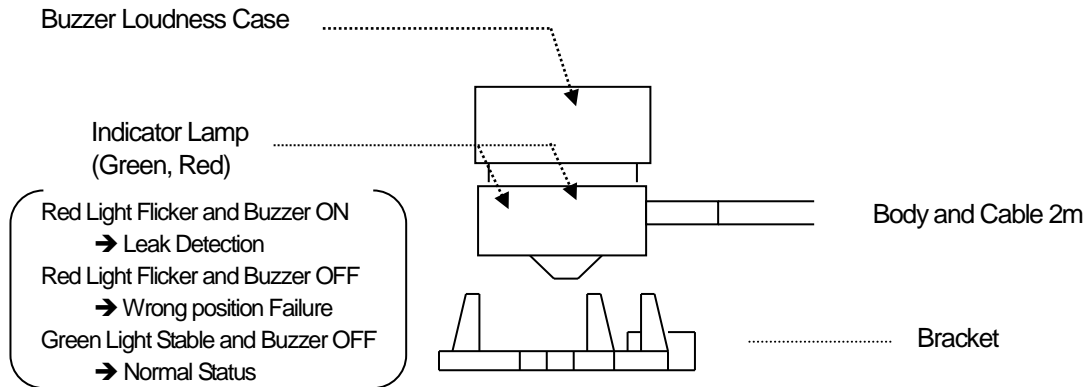 Buzzer Loudness Case
Indicator Lamp
(Green, Red)
Red Light Flicker and Buzzer ON
➔ Leak Detection
Red Light Flicker and Buzzer OFF
➔ Wrong position Failure
Green Light Stable and Buzzer OFF
➔ Normal Status
Body and Cable 2m
Bracket